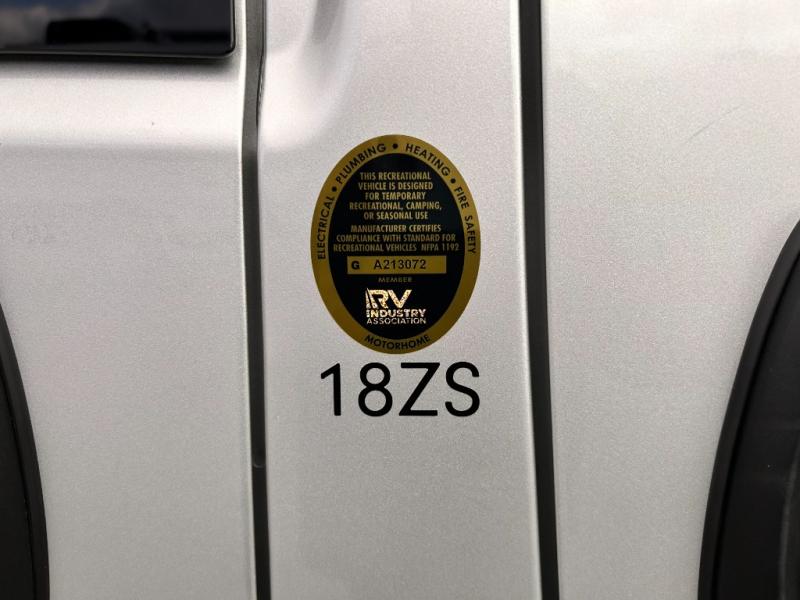 ELECTRICAL • PLUMBING • HEATING • FIRE SAFETY
THIS RECREATIONAL
VEHICLE IS DESIGNED
FOR TEMPORARY
RECREATIONAL, CAMPING,
OR SEASONAL USE
MANUFACTURER CERTIFIES
COMPLIANCE WITH STANDARD FOR
RECREATIONAL VEHICLES NFPA 1192
G A213072
MEMBER
RV
INDUSTRY
ASSOCIATION
MOTORHOME
18ZS